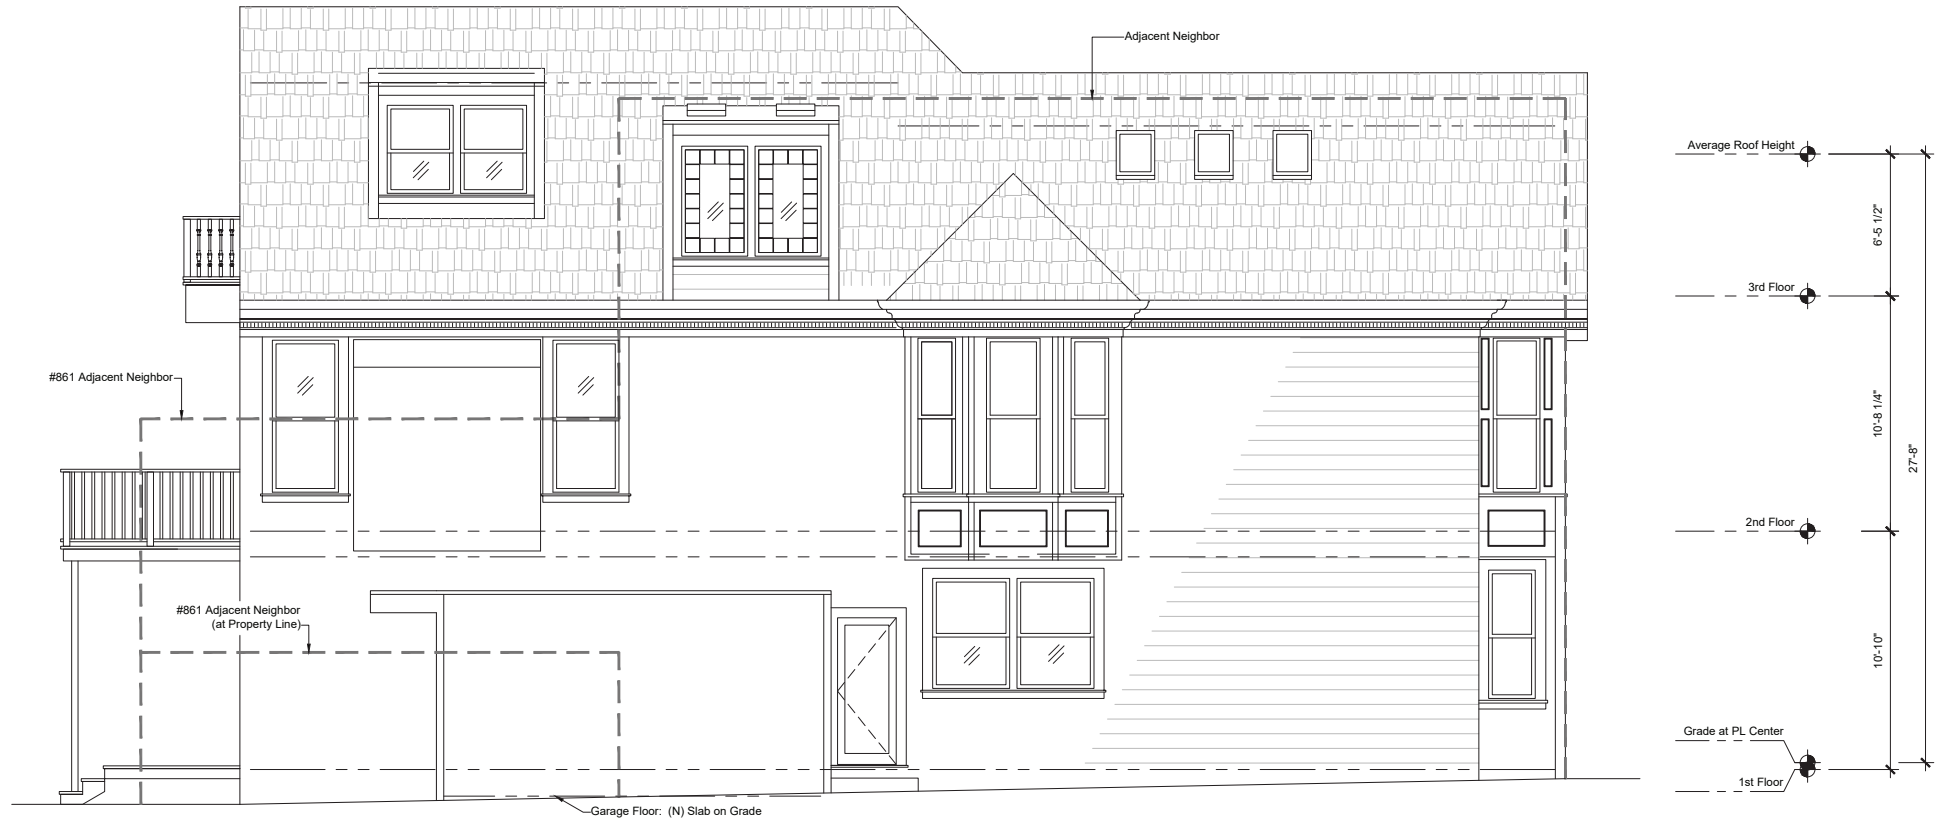 Adjacent Neighbor
Average Roof Height
6'-5 1/2"
3rd Floor
#861 Adjacent Neighbor
10'-8 1/4"
27'-8"
2nd Floor
#861 Adjacent Neighbor
(at Property Line)
10'-10"
Grade at PL Center
1st Floor
Garage Floor: (N) Slab on Grade